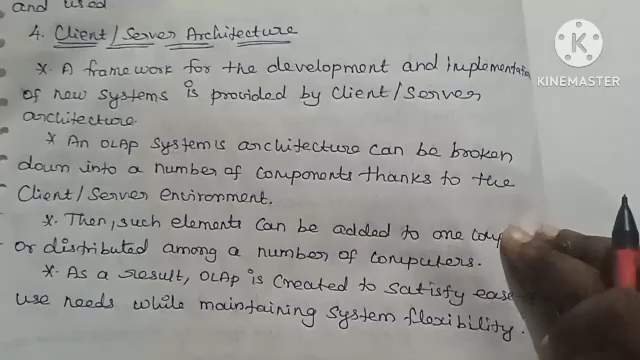 and used
4. Client/Server Architecture
* A framework for the development and implementation
of new systems is provided by Client/Server
architecture.
* An OLAP system's architecture can be broken
down into a number of components thanks to the
Client/Server environment.
* Then, such elements can be added to one
or distributed among a number of computers.
* As a result, OLAP is created to satisfy ease
use needs while maintaining system flexibility.
K
KINEMASTER